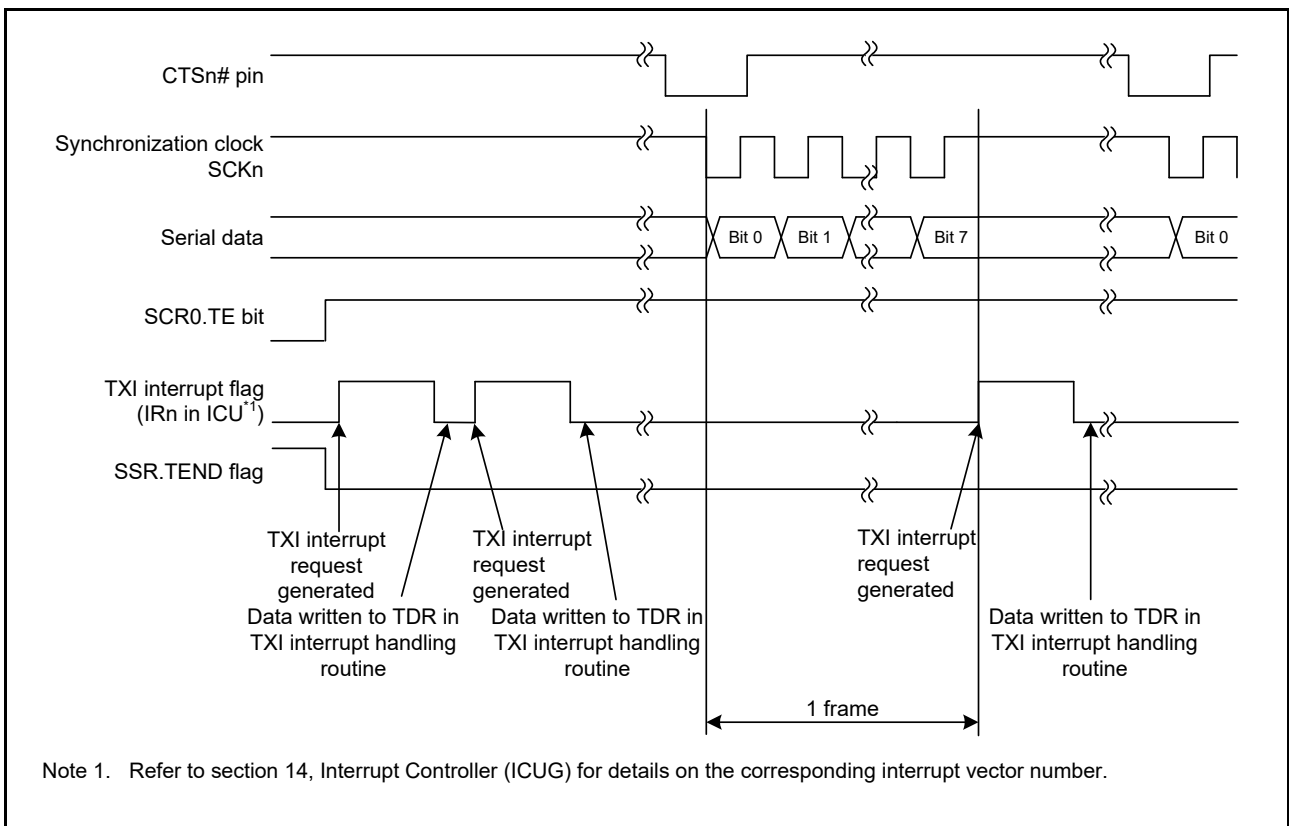 CTSn# pin
Synchronization clock
SCKn
Serial data
Bit 0
Bit 1
Bit 7
Bit 0
SCR0.TE bit
TXI interrupt flag
(IRn in ICU*1)
SSR.TEND flag
TXI interrupt
request
generated
Data written to TDR in
TXI interrupt handling
routine
TXI interrupt
request
generated
Data written to TDR in
TXI interrupt handling
routine
TXI interrupt
request
generated
Data written to TDR in
TXI interrupt handling
routine
1 frame
Note 1. Refer to section 14, Interrupt Controller (ICUG) for details on the corresponding interrupt vector number.